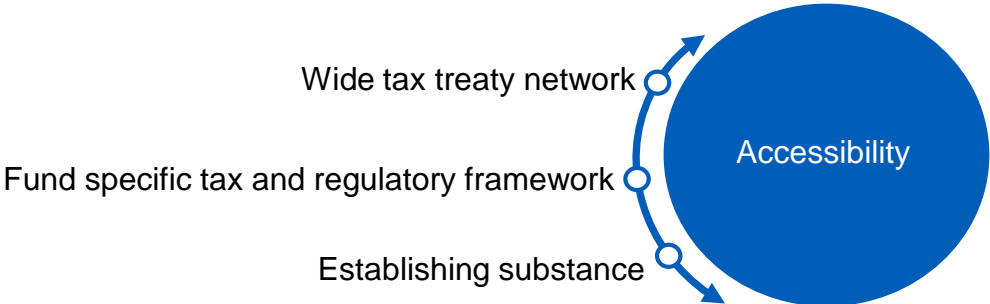 Wide tax treaty network
Accessibility
Fund specific tax and regulatory framework
Establishing substance